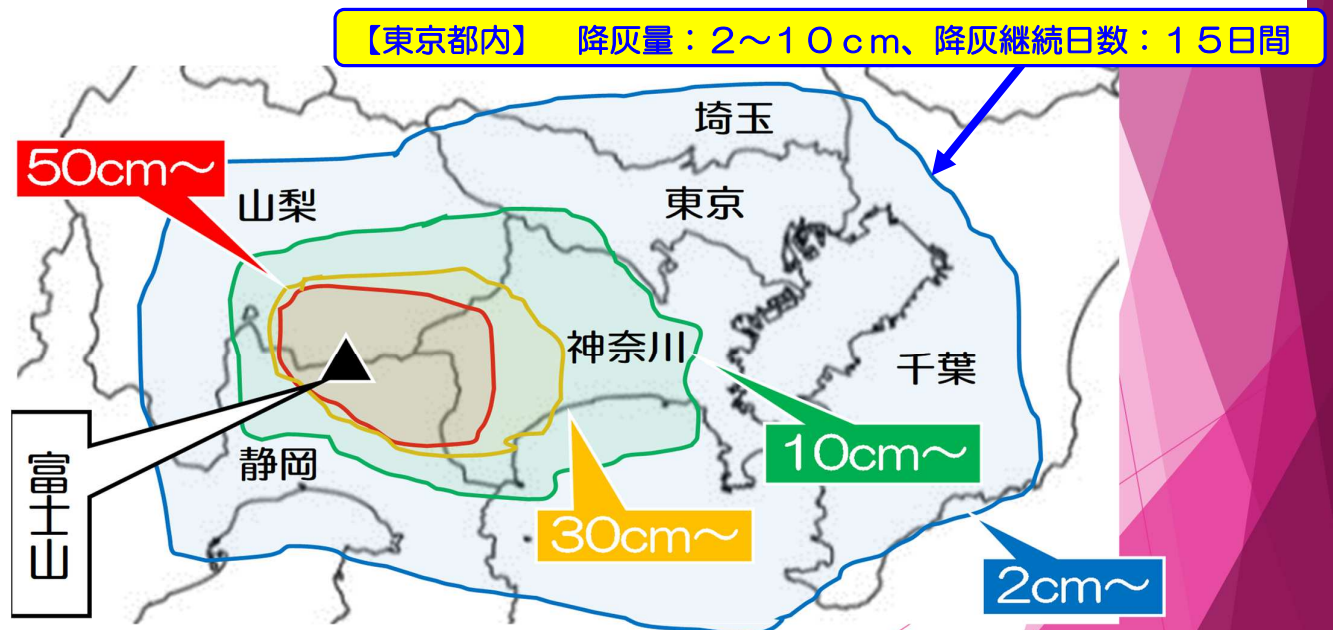 【東京都内】　降灰量：２～１０ｃｍ、降灰継続日数：１５日間
埼玉
50cm～
山梨
東京
神奈川
千葉
10cm～
静岡
富士山
30cm～
2cm～